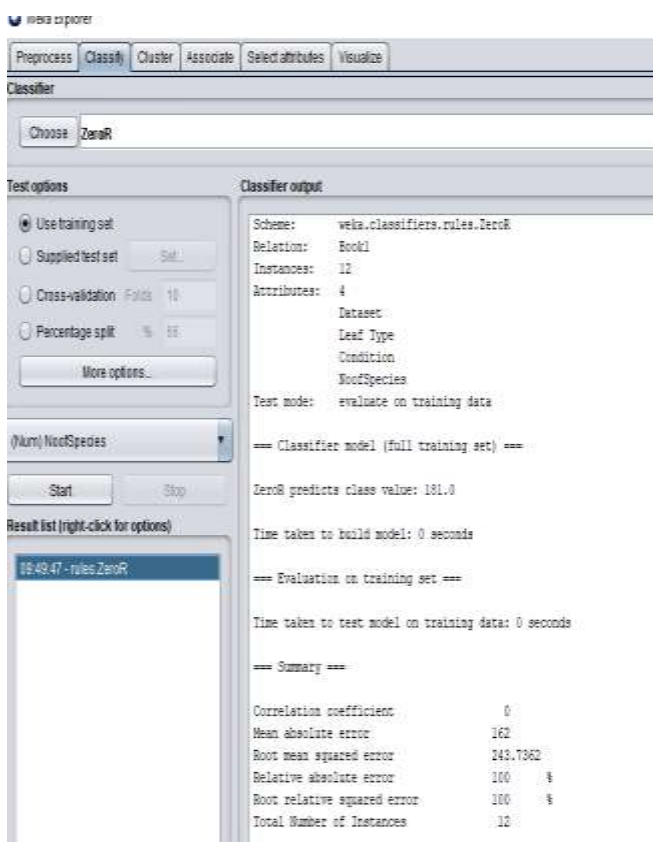 Weka Explorer
Preprocess Classify Cluster Associate Select attributes Visualize
Classifier
Choose ZeroR
Test options
Use training set
Supplied test set Set...
Cross-validation Folds 10
Percentage split % 66
More options...
(Num) NoofSpecies
Start Stop
Result list (right-click for options)
09:49:47 - rules.ZeroR
Classifier output
Scheme: weka.classifiers.rules.ZeroR
Relation: Book1
Instances: 12
Attributes: 4
Dataset
Leaf Type
Condition
NoofSpecies
Test mode: evaluate on training data
=== Classifier model (full training set) ===
ZeroR predicts class value: 181.0
Time taken to build model: 0 seconds
=== Evaluation on training set ===
Time taken to test model on training data: 0 seconds
=== Summary ===
Correlation coefficient 0
Mean absolute error 162
Root mean squared error 243.7362
Relative absolute error 100 %
Root relative squared error 100 %
Total Number of Instances 12